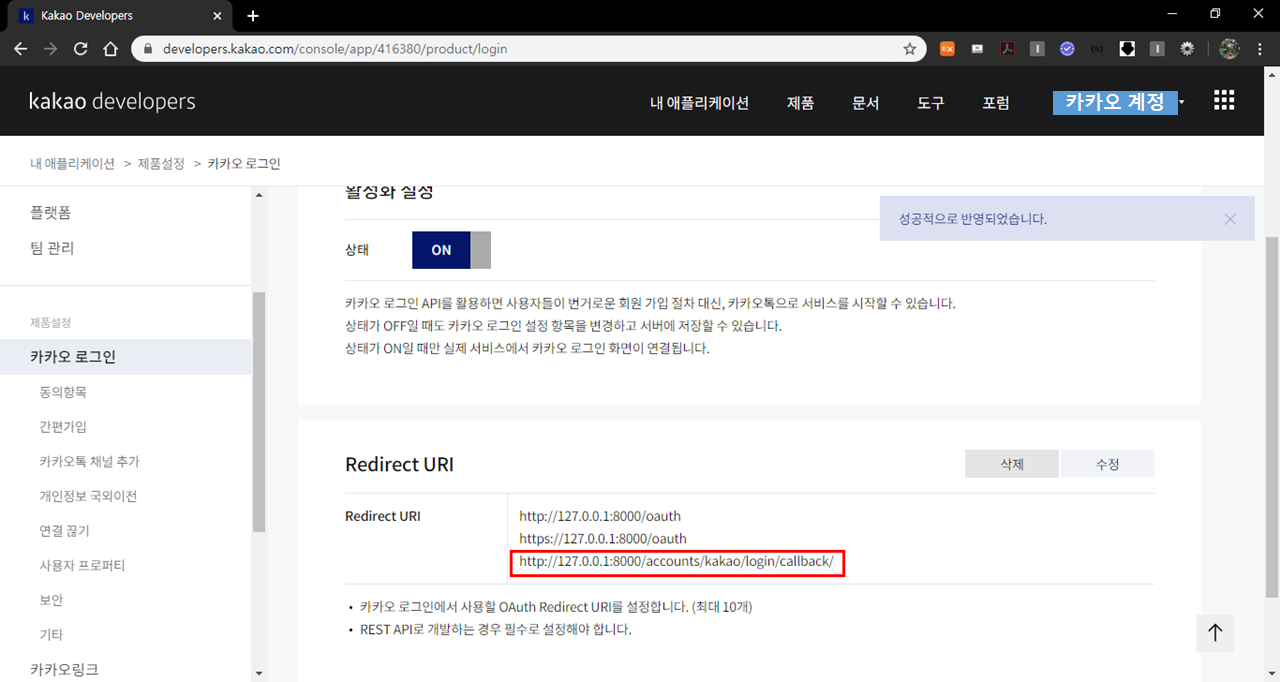 Kakao Developers
developers.kakao.com/console/app/416380/product/login
kakao developers
내 애플리케이션
제품
문서
도구
포럼
카카오 계정
내 애플리케이션 > 제품설정 > 카카오 로그인
플랫폼
팀 관리
제품설정
카카오 로그인
동의항목
간편가입
카카오톡 채널 추가
개인정보 국외이전
연결 끊기
사용자 프로퍼티
보안
기타
카카오링크
활성화 설정
성공적으로 반영되었습니다.
상태
ON
카카오 로그인 API를 활용하면 사용자들이 번거로운 회원 가입 절차 대신, 카카오톡으로 서비스를 시작할 수 있습니다.
상태가 OFF일 때도 카카오 로그인 설정 항목을 변경하고 서버에 저장할 수 있습니다.
상태가 ON일 때만 실제 서비스에서 카카오 로그인 화면이 연결됩니다.
Redirect URI
삭제
수정
Redirect URI
http://127.0.0.1:8000/oauth
https://127.0.0.1:8000/oauth
http://127.0.0.1:8000/accounts/kakao/login/callback/
• 카카오 로그인에서 사용할 OAuth Redirect URI를 설정합니다. (최대 10개)
• REST API로 개발하는 경우 필수로 설정해야 합니다.